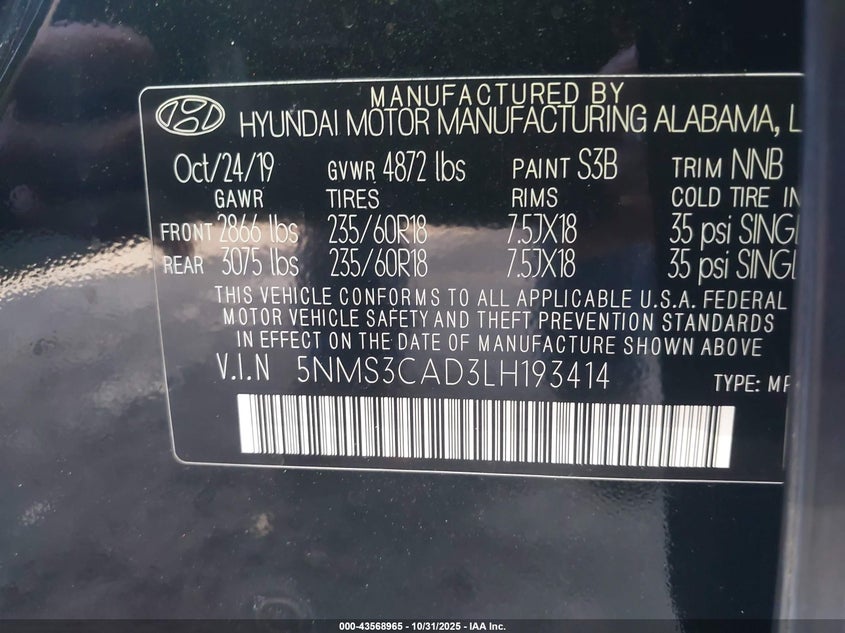 MANUFACTURED BY
HYUNDAI MOTOR MANUFACTURING ALABAMA, L
Oct/24/19 GVWR 4872 lbs PAINT S3B TRIM NNB
GAWR TIRES RIMS COLD TIRE IN
FRONT 2866 lbs 235/60R18 7.5JX18 35 psi SINGL
REAR 3075 lbs 235/60R18 7.5JX18 35 psi SINGL
THIS VEHICLE CONFORMS TO ALL APPLICABLE U.S.A. FEDERAL
MOTOR VEHICLE SAFETY AND THEFT PREVENTION STANDARDS
IN EFFECT ON THE DATE OF MANUFACTURE SHOWN ABOVE
V.I.N 5NMS3CAD3LH193414 TYPE: MP
000-43568965 - 10/31/2025 - IAA Inc.